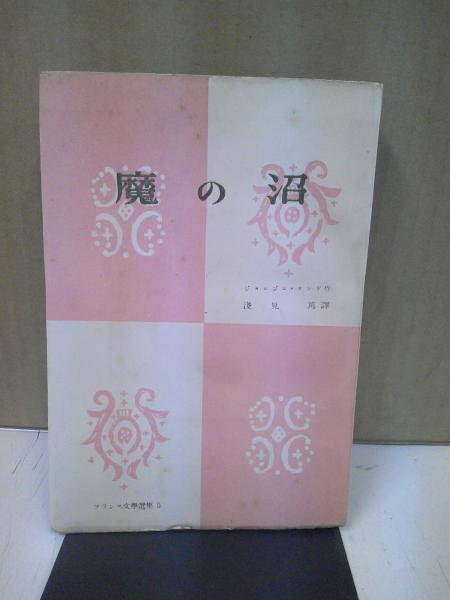 魔の沼
ジョルジュ・サンド作
淺見篤譯
フランス文學選集5